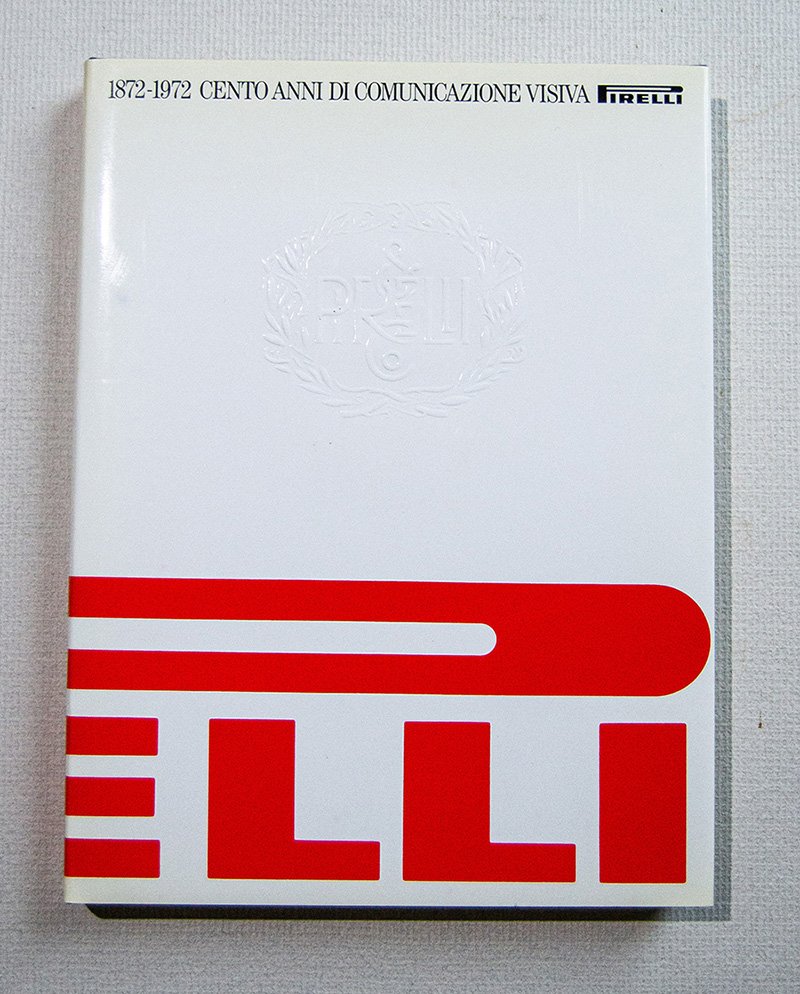 1872-1972 CENTO ANNI DI COMUNICAZIONE VISIVA PIRELLI
PIRELLI
ELLI